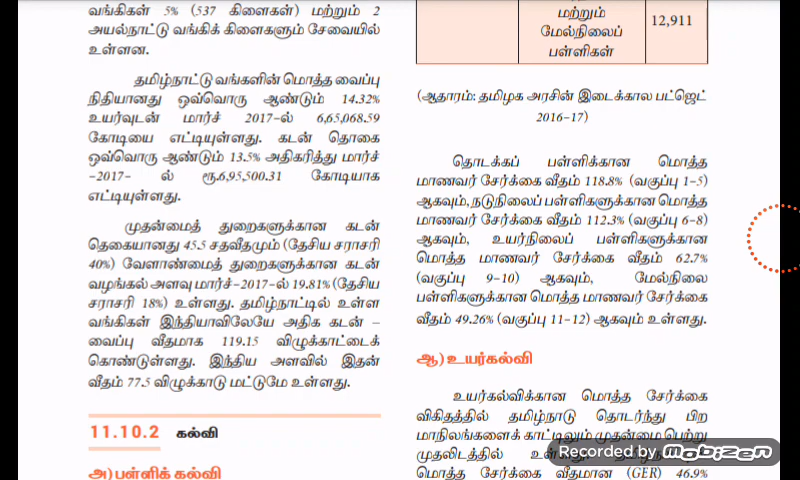 வங்கிகள் 5% (537 கிளைகள்) மற்றும் 2
அயல்நாட்டு வங்கிக் கிளைகளும் சேவையில்
உள்ளன.
தமிழ்நாட்டு வங்களின் மொத்த வைப்பு
நிதியானது ஒவ்வொரு ஆண்டும் 14.32%
உயர்வுடன் மார்ச் 2017-ல் 6,65,068.59
கோடியை எட்டியுள்ளது. கடன் தொகை
ஒவ்வொரு ஆண்டும் 13.5% அதிகரித்து மார்ச்
-2017- ல் ரூ.6,95,500.31 கோடியாக
எட்டியுள்ளது.
முதன்மைத் துறைகளுக்கான கடன்
தெகையானது 45.5 சதவீதமும் (தேசிய சராசரி
40%) வேளாண்மைத் துறைகளுக்கான கடன்
வழங்கல் அளவு மார்ச்-2017-ல் 19.81% (தேசிய
சராசரி 18%) உள்ளது. தமிழ்நாட்டில் உள்ள
வங்கிகள் இந்தியாவிலேயே அதிக கடன் –
வைப்பு வீதமாக 119.15 விழுக்காட்டைக்
கொண்டுள்ளது. இந்திய அளவில் இதன்
வீதம் 77.5 விழுக்காடு மட்டுமே உள்ளது.
11.10.2 கல்வி
அ) பள்ளிக் கல்வி
மற்றும்
மேல்நிலைப்
பள்ளிகள்
12,911
(ஆதாரம்: தமிழக அரசின் இடைக்கால பட்ஜெட்
2016-17)
தொடக்கப் பள்ளிக்கான மொத்த
மாணவர் சேர்க்கை வீதம் 118.8% (வகுப்பு 1-5)
ஆகவும், நடுநிலைப் பள்ளிகளுக்கான மொத்த
மாணவர் சேர்க்கை வீதம் 112.3% (வகுப்பு 6-8)
ஆகவும், உயர்நிலைப் பள்ளிகளுக்கான
மொத்த மாணவர் சேர்க்கை வீதம் 62.7%
(வகுப்பு 9-10) ஆகவும், மேல்நிலை
பள்ளிகளுக்கான மொத்த மாணவர் சேர்க்கை
வீதம் 49.26% (வகுப்பு 11-12) ஆகவும் உள்ளது.
ஆ) உயர்கல்வி
உயர்கல்விக்கான மொத்த சேர்க்கை
விகிதத்தில் தமிழ்நாடு தொடர்ந்து பிற
மாநிலங்களைக் காட்டிலும் முதன்மை பெற்று
முதலிடத்தில்
மொத்த சேர்க்கை வீதமான (GER) 46.9%
Recorded by mobizen